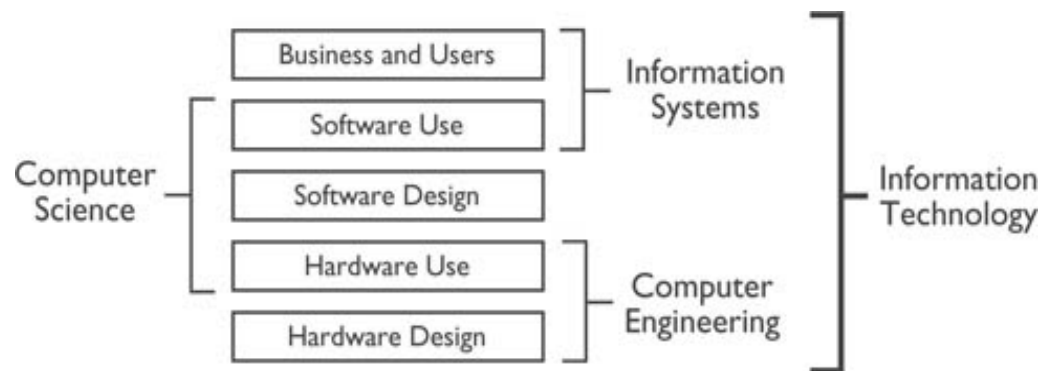 Business and Users
Software Use
Software Design
Hardware Use
Hardware Design
Computer
Science
Information
Systems
Computer
Engineering
Information
Technology